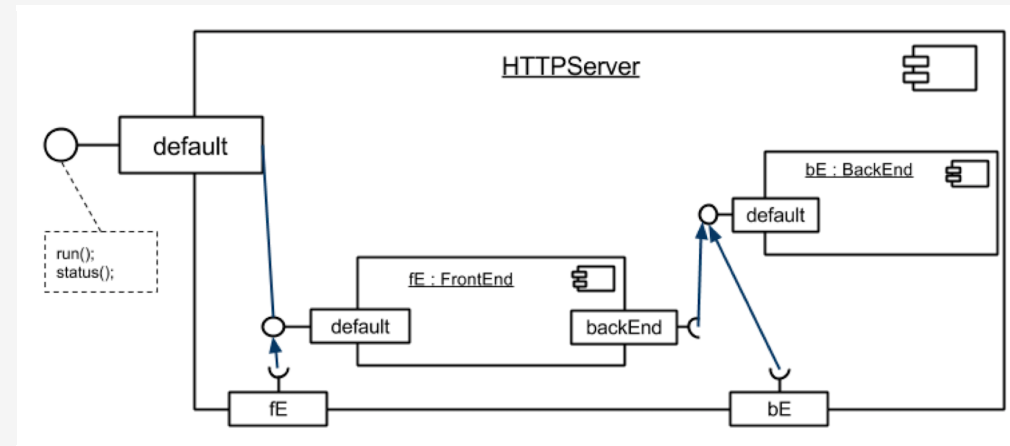 HTTPServer
default
run();
status();
bE : BackEnd
default
fE : FrontEnd
default
backEnd
fE
bE